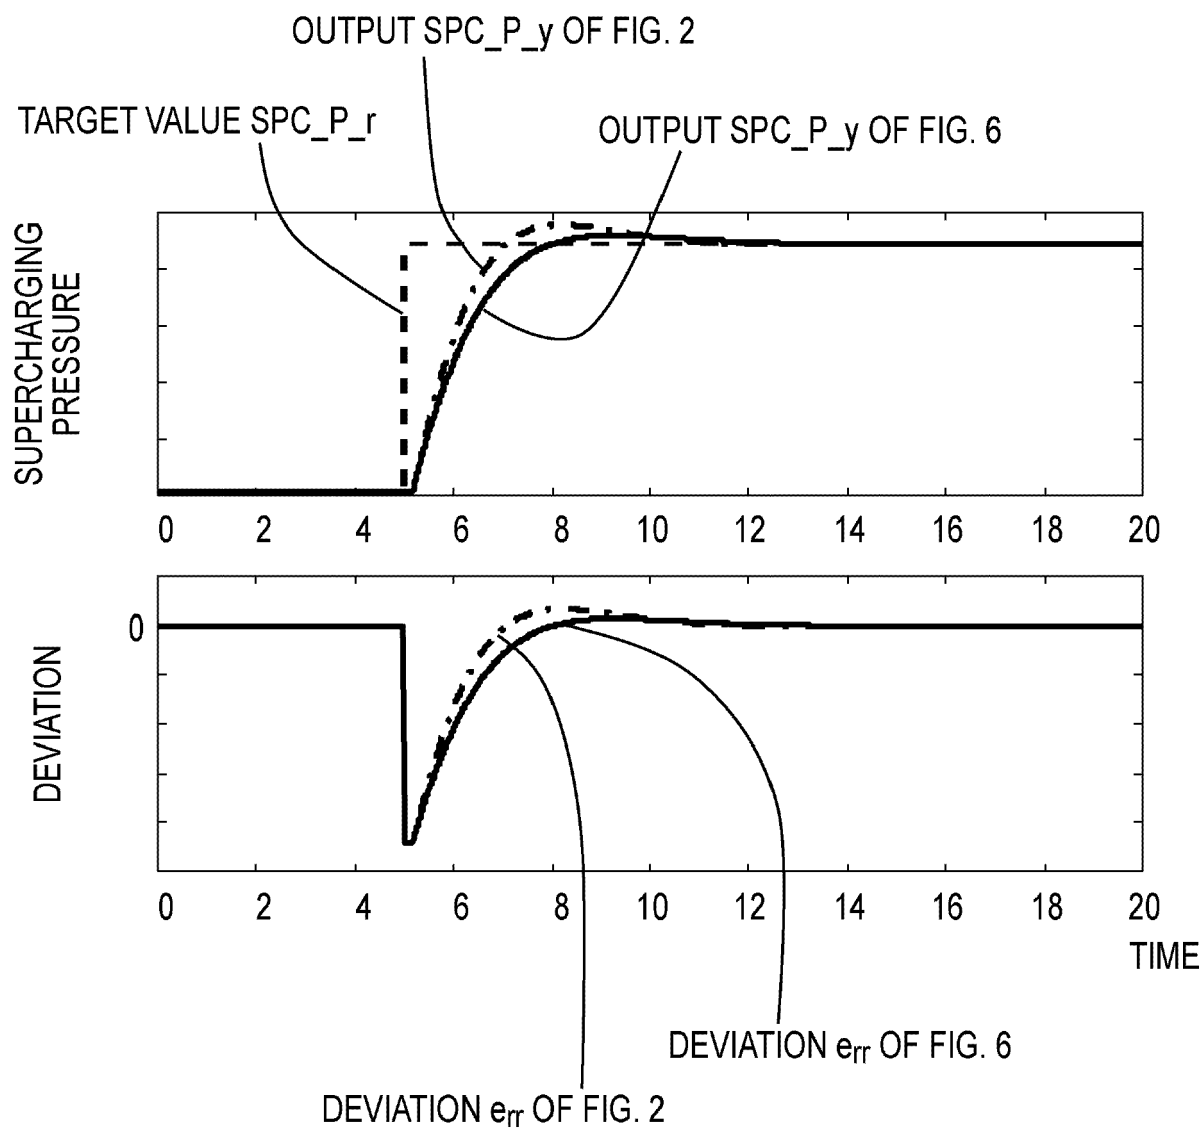 OUTPUT SPC_P_y OF FIG. 2
TARGET VALUE SPC_P_r
OUTPUT SPC_P_y OF FIG. 6
SUPERCHARGING
PRESSURE
0 2 4 6 8 10 12 14 16 18 20
0
DEVIATION
0 2 4 6 8 10 12 14 16 18 20
TIME
DEVIATION err OF FIG. 6
DEVIATION err OF FIG. 2